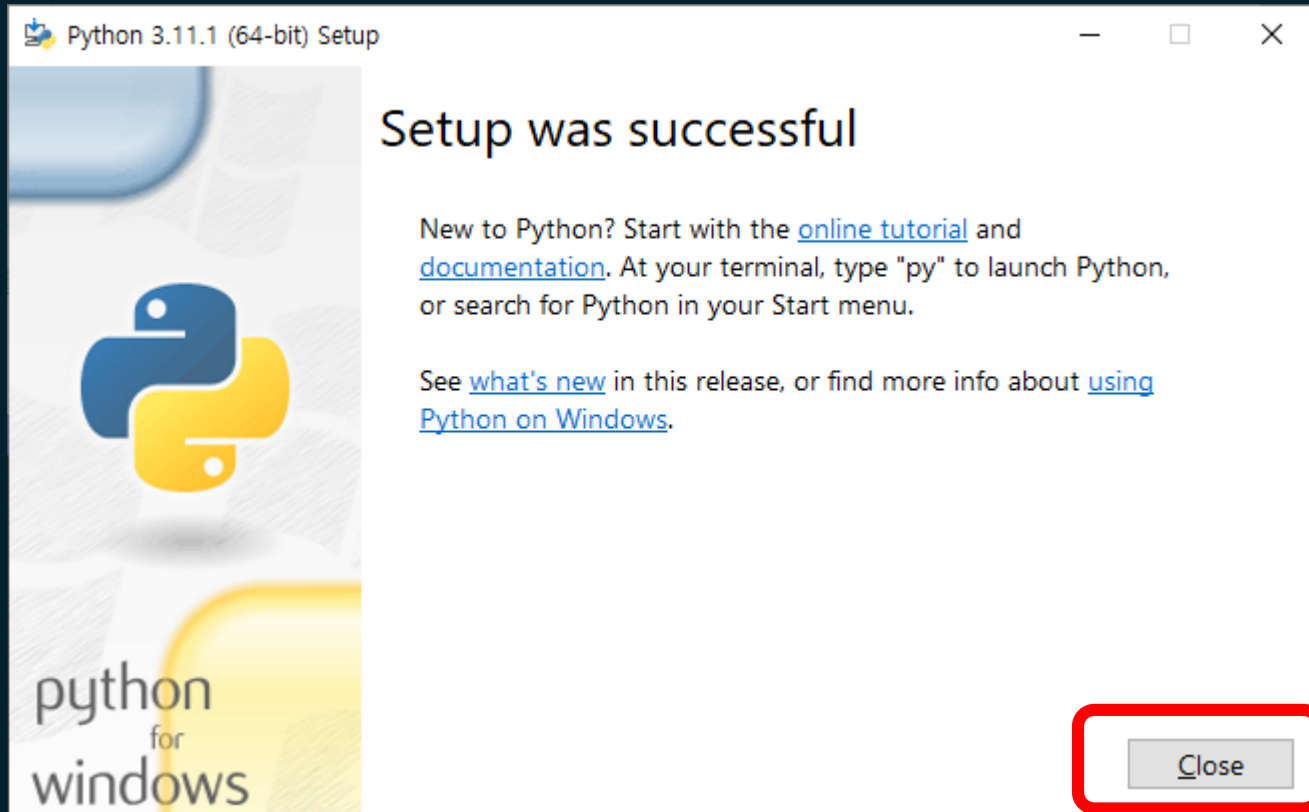 Python 3.11.1 (64-bit) Setup
Setup was successful
New to Python? Start with the online tutorial and
documentation. At your terminal, type "py" to launch Python,
or search for Python in your Start menu.
See what's new in this release, or find more info about using
Python on Windows.
python
for
windows
Close